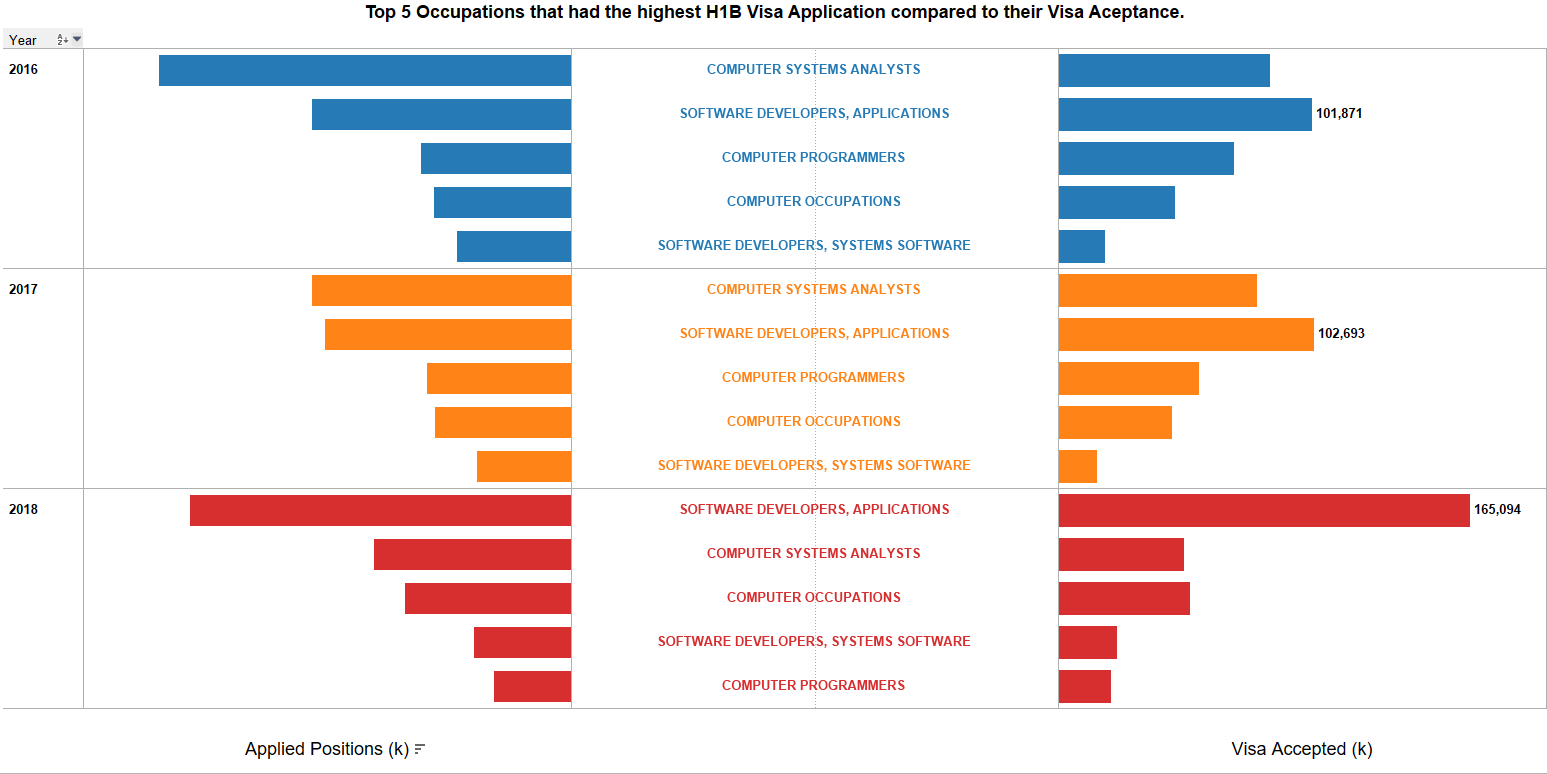 Top 5 Occupations that had the highest H1B Visa Application compared to their Visa Aceptance.
Year
2016
COMPUTER SYSTEMS ANALYSTS
SOFTWARE DEVELOPERS, APPLICATIONS 101,871
COMPUTER PROGRAMMERS
COMPUTER OCCUPATIONS
SOFTWARE DEVELOPERS, SYSTEMS SOFTWARE
2017
COMPUTER SYSTEMS ANALYSTS
SOFTWARE DEVELOPERS, APPLICATIONS 102,693
COMPUTER PROGRAMMERS
COMPUTER OCCUPATIONS
SOFTWARE DEVELOPERS, SYSTEMS SOFTWARE
2018
SOFTWARE DEVELOPERS, APPLICATIONS 165,094
COMPUTER SYSTEMS ANALYSTS
COMPUTER OCCUPATIONS
SOFTWARE DEVELOPERS, SYSTEMS SOFTWARE
COMPUTER PROGRAMMERS
Applied Positions (k) Visa Accepted (k)